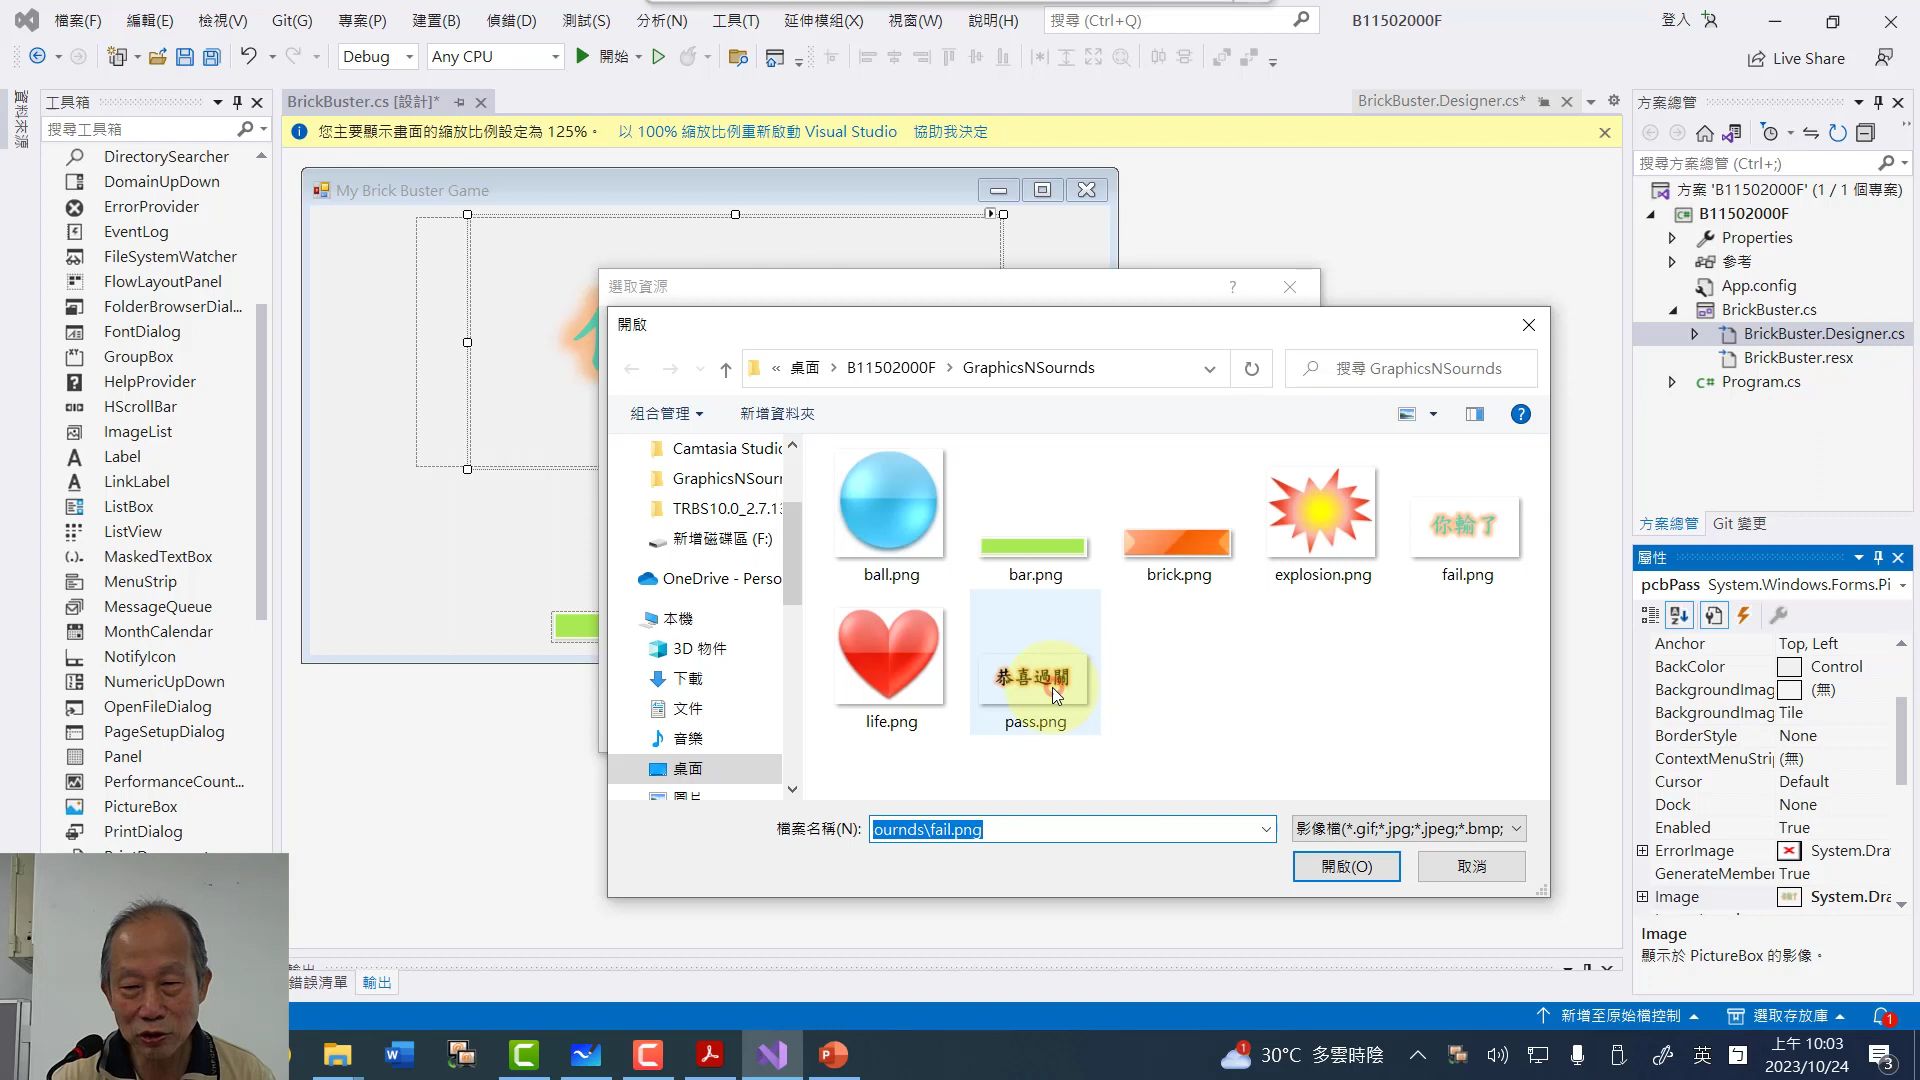 檔案(F) 編輯(E) 檢視(V) Git(G) 專案(P) 建置(B) 偵錯(D) 測試(S) 分析(N) 工具(T) 延伸模組(X) 視窗(W) 說明(H) 搜尋 (Ctrl+Q) B11502000F 登入
Debug Any CPU 開始 Live Share
資料來源
工具箱
搜尋工具箱
DirectorySearcher
DomainUpDown
ErrorProvider
EventLog
FileSystemWatcher
FlowLayoutPanel
FolderBrowserDial...
FontDialog
GroupBox
HelpProvider
HScrollBar
ImageList
Label
LinkLabel
ListBox
ListView
MaskedTextBox
MenuStrip
MessageQueue
MonthCalendar
NotifyIcon
NumericUpDown
OpenFileDialog
PageSetupDialog
Panel
PerformanceCount...
PictureBox
PrintDialog
BrickBuster.cs [設計]*
BrickBuster.Designer.cs*
您主要顯示畫面的縮放比例設定為 125%。 以 100% 縮放比例重新啟動 Visual Studio 協助我決定
My Brick Buster Game
選取資源
開啟
« 桌面 › B11502000F › GraphicsNSournds
搜尋 GraphicsNSournds
組合管理 新增資料夾
Camtasia Studio
GraphicsNSourn
TRBS10.0_2.7.13
新增磁碟區 (F:)
OneDrive - Perso
本機
3D 物件
下載
文件
音樂
桌面
圖片
ball.png
bar.png
brick.png
explosion.png
你輸了
fail.png
life.png
恭喜過關
pass.png
檔案名稱(N): ournds\fail.png 影像檔(*.gif;*.jpg;*.jpeg;*.bmp;
開啟(O) 取消
錯誤清單 輸出
方案總管
搜尋方案總管 (Ctrl+;)
方案 'B11502000F' (1 / 1 個專案)
B11502000F
Properties
參考
App.config
BrickBuster.cs
BrickBuster.Designer.cs
BrickBuster.resx
Program.cs
方案總管 Git 變更
屬性
pcbPass System.Windows.Forms.Pi
Anchor Top, Left
BackColor Control
BackgroundImag (無)
BackgroundImag Tile
BorderStyle None
ContextMenuStri (無)
Cursor Default
Dock None
Enabled True
ErrorImage System.Dra
GenerateMember True
Image System.Dra
Image
顯示於 PictureBox 的影像。
新增至原始檔控制 選取存放庫 1
30°C 多雲時陰 英
上午 10:03
2023/10/24
3